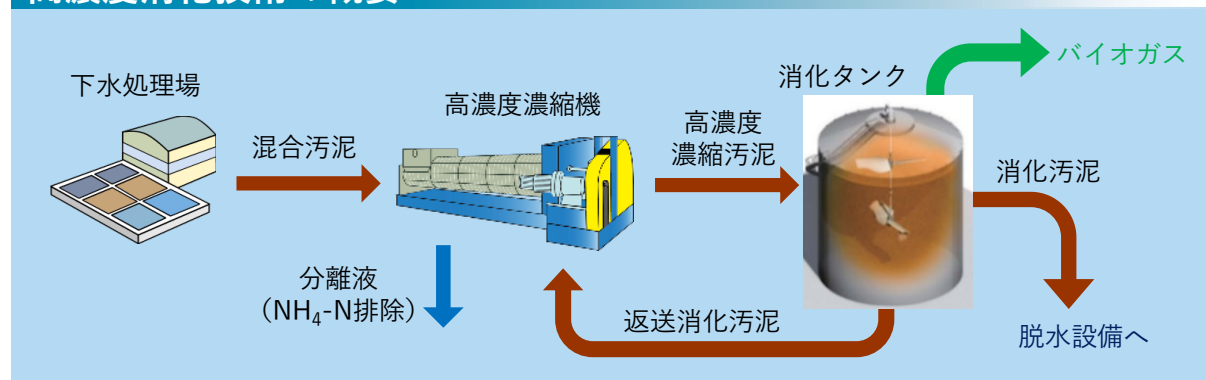 下水処理場
混合汚泥
高濃度濃縮機
高濃度
濃縮汚泥
消化タンク
バイオガス
消化汚泥
脱水設備へ
返送消化汚泥
分離液
（NH₄-N排除）